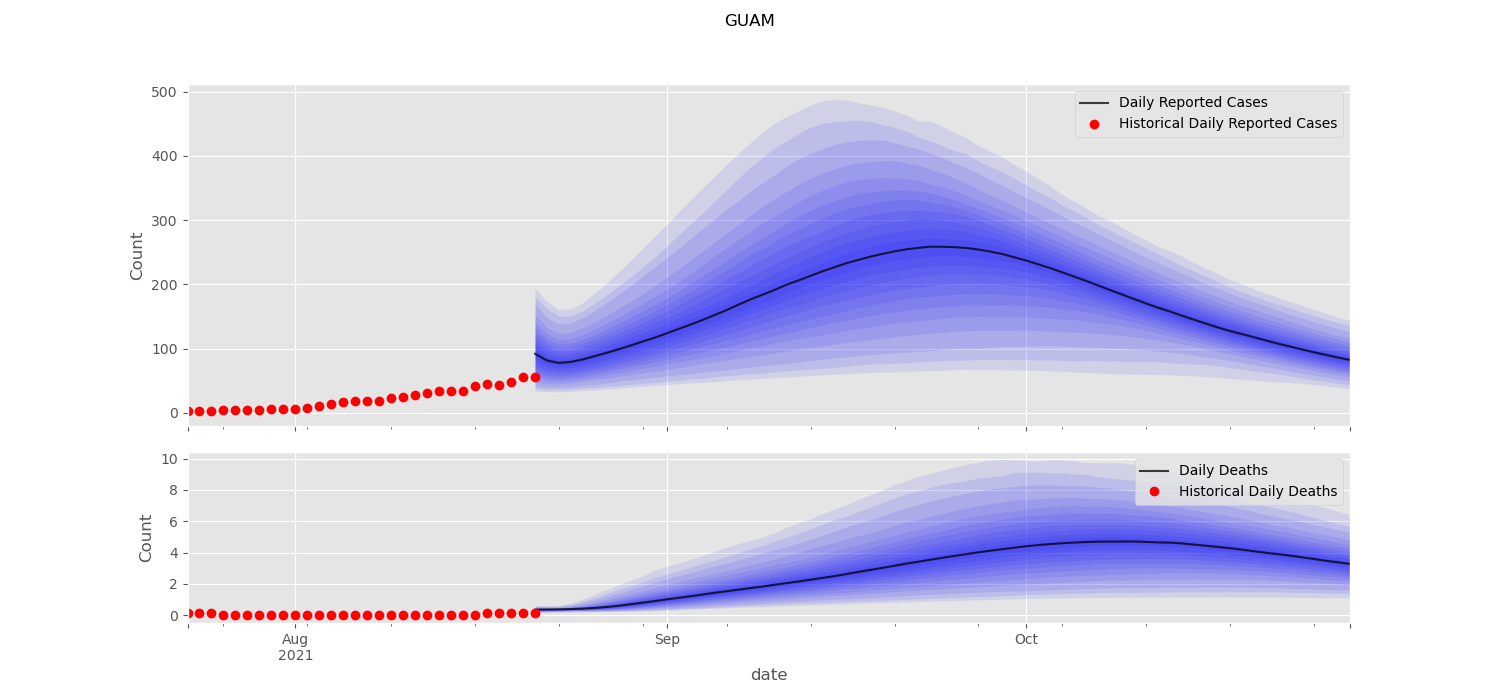 GUAM
500
400
300
200
100
0
Count
Daily Reported Cases
Historical Daily Reported Cases
10
8
6
4
2
0
Count
Daily Deaths
Historical Daily Deaths
Aug
2021
Sep
Oct
date